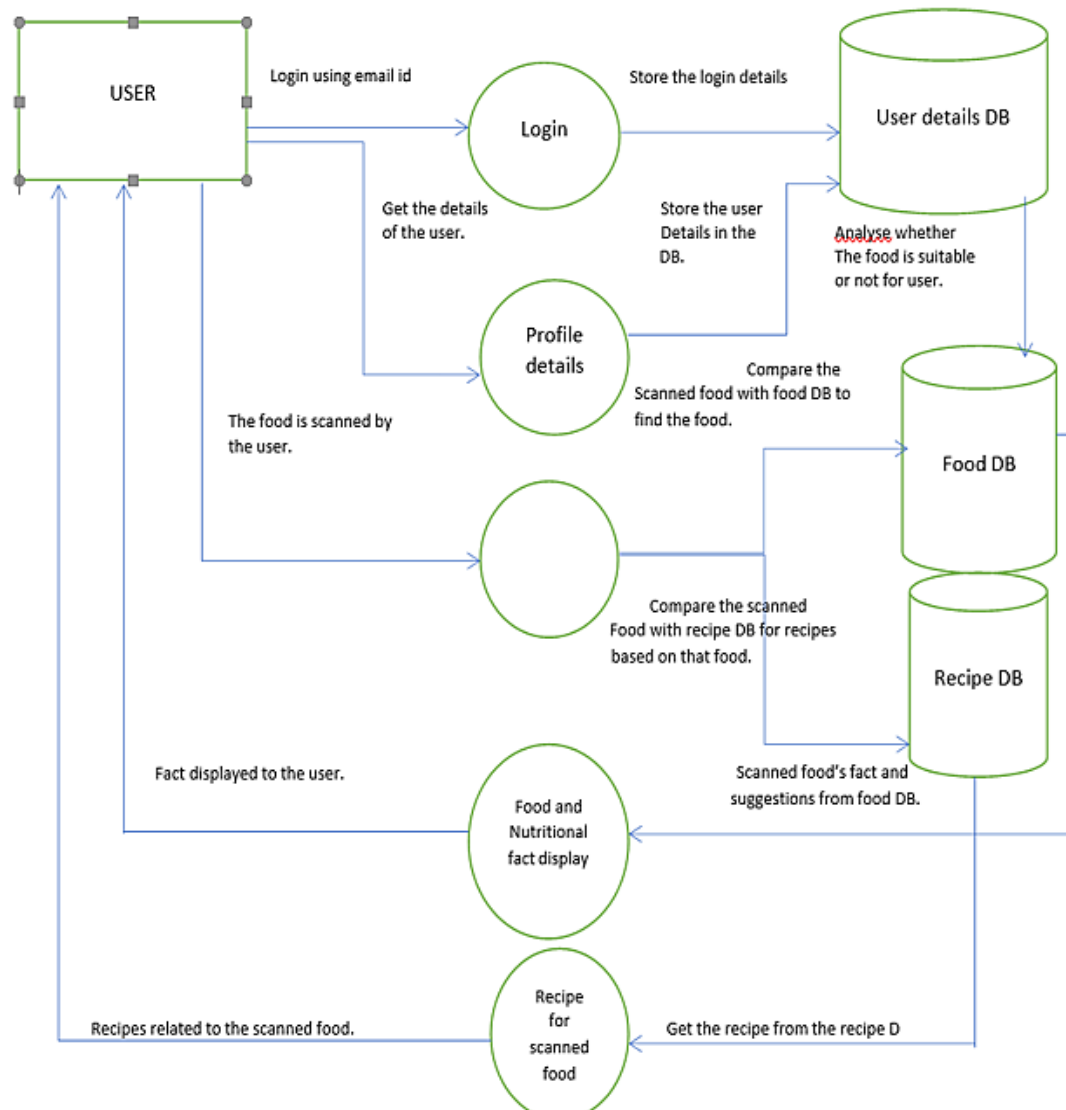 USER
Login using email id
Login
Store the login details
User details DB
Get the details
of the user.
Store the user
Details in the
DB.
Analyse whether
The food is suitable
or not for user.
Profile
details
Compare the
Scanned food with food DB to
find the food.
The food is scanned by
the user.
Food DB
Compare the scanned
Food with recipe DB for recipes
based on that food.
Recipe DB
Fact displayed to the user.
Scanned food's fact and
suggestions from food DB.
Food and
Nutritional
fact display
Recipe
for
scanned
food
Recipes related to the scanned food.
Get the recipe from the recipe D